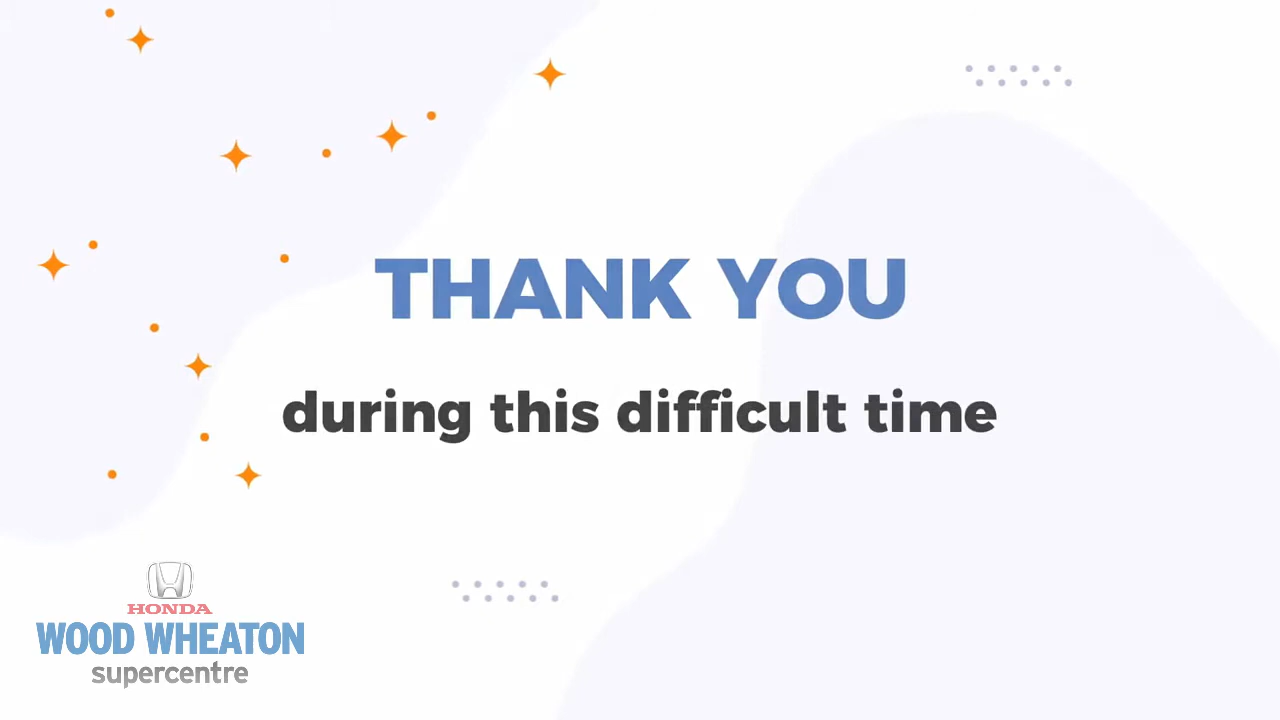 THANK YOU
during this difficult time
HONDA
WOOD WHEATON
supercentre